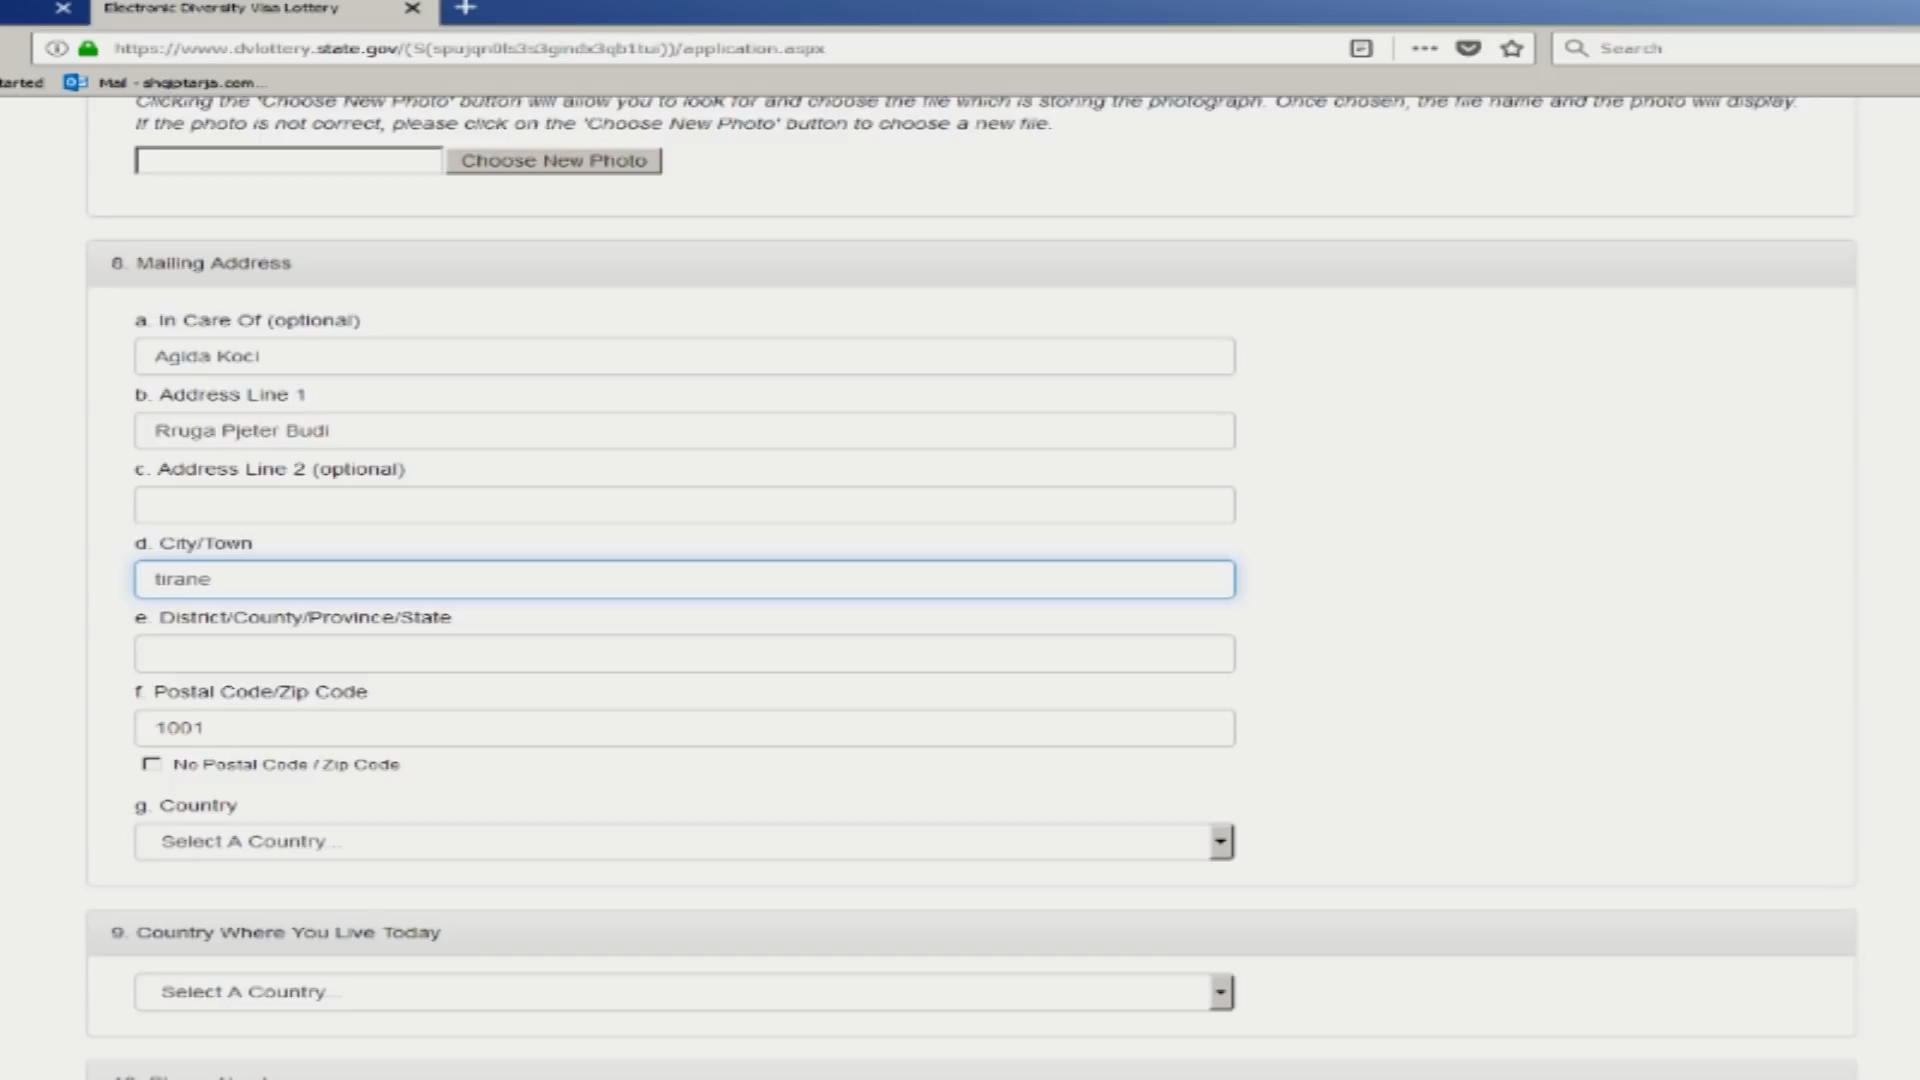 Electronic Diversity Visa Lottery
https://www.dvlottery.state.gov/(S(spujqn0ls3s3gindx3qb1tui))/application.aspx
Search
tarted
Mail - shqiptarja.com...
Clicking the 'Choose New Photo' button will allow you to look for and choose the file which is storing the photograph. Once chosen, the file name and the photo will display.
If the photo is not correct, please click on the 'Choose New Photo' button to choose a new file.
Choose New Photo
8. Mailing Address
a. In Care Of (optional)
Agida Koci
b. Address Line 1
Rruga Pjeter Budi
c. Address Line 2 (optional)
d. City/Town
tirane
e. District/County/Province/State
f. Postal Code/Zip Code
1001
No Postal Code / Zip Code
g. Country
Select A Country...
9. Country Where You Live Today
Select A Country...